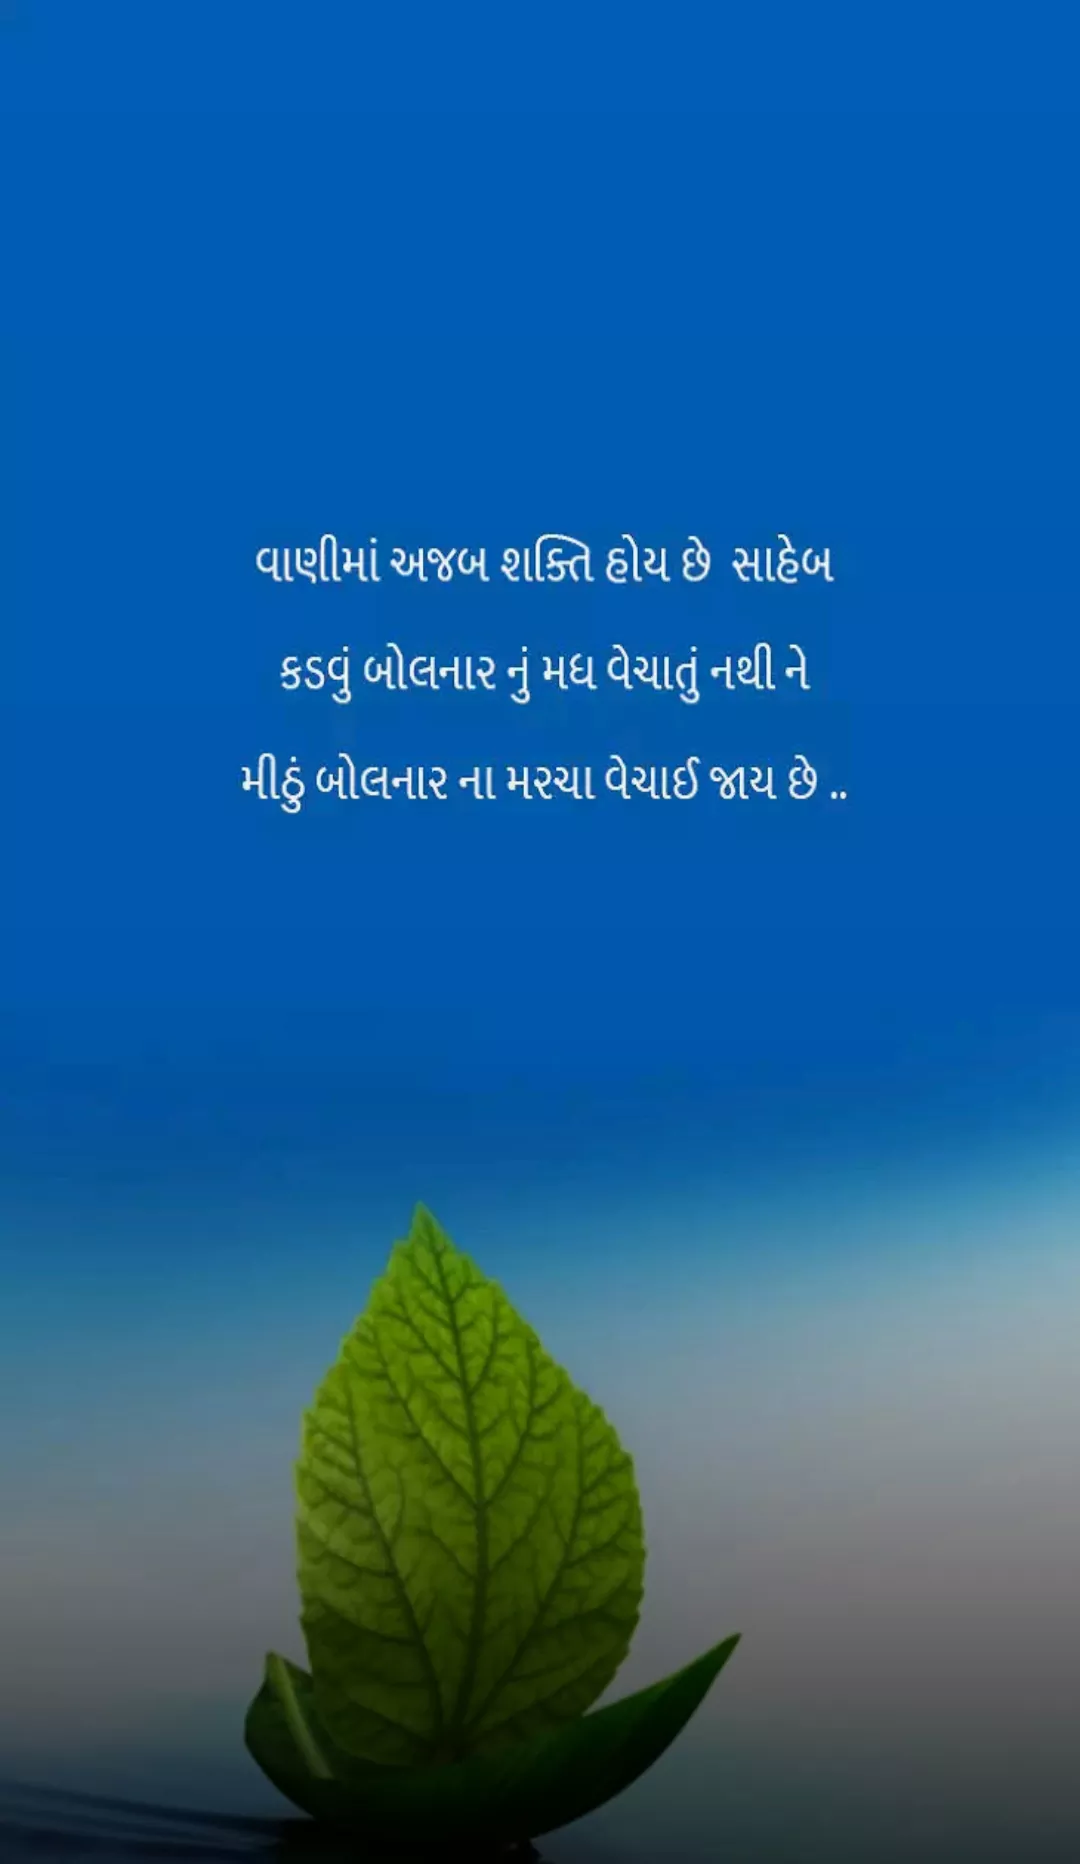 વાણીમાં અજબ શક્તિ હોય છે સાહેબ
કડવું બોલનાર નું મધ વેચાતું નથી ને
મીઠું બોલનાર ના મરચા વેચાઈ જાય છે ..